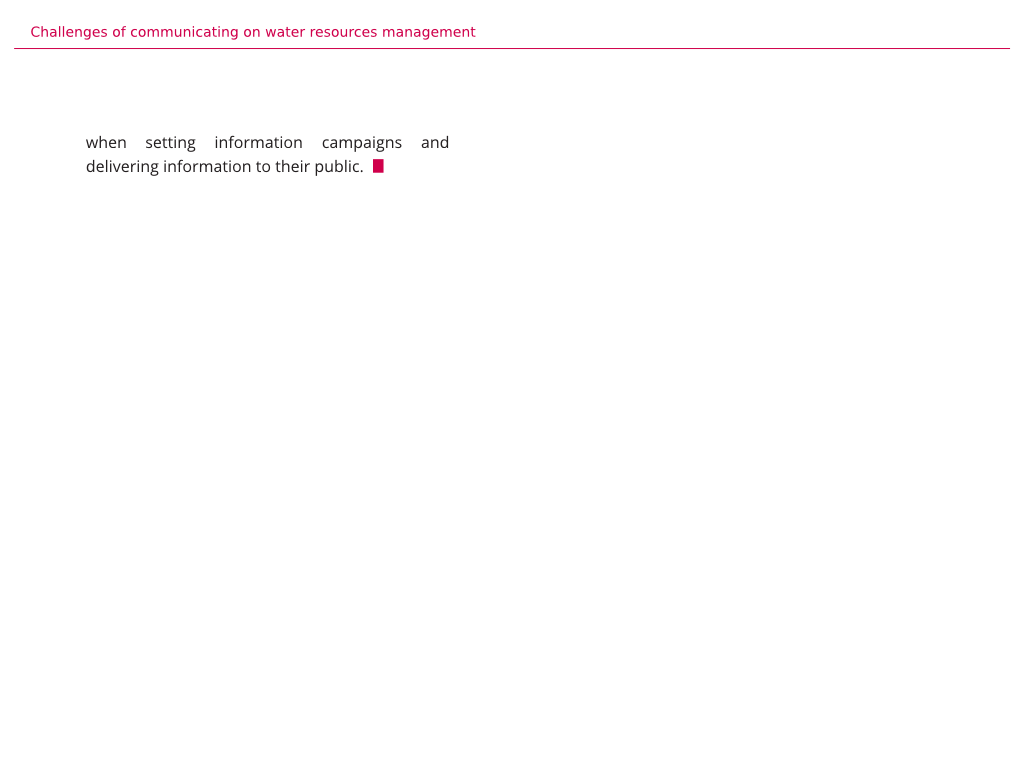 Challenges of communicating on water resources management
when setting information campaigns and
delivering information to their public.